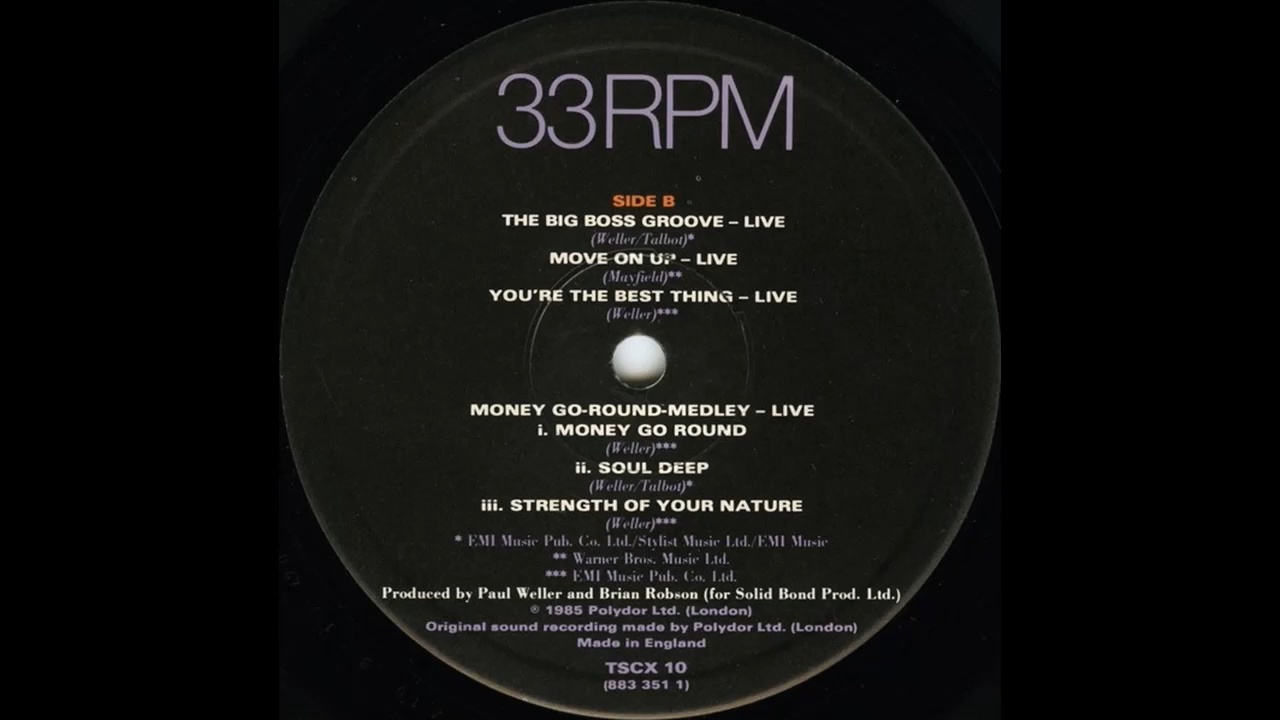 33RPM
SIDE B
THE BIG BOSS GROOVE – LIVE
(Weller/Talbot)*
MOVE ON UP – LIVE
(Mayfield)**
YOU'RE THE BEST THING – LIVE
(Weller)***
MONEY GO-ROUND-MEDLEY – LIVE
i. MONEY GO ROUND
(Weller)***
ii. SOUL DEEP
(Weller/Talbot)*
iii. STRENGTH OF YOUR NATURE
(Weller)***
* EMI Music Pub. Co. Ltd./Stylist Music Ltd./EMI Music
** Warner Bros. Music Ltd.
*** EMI Music Pub. Co. Ltd.
Produced by Paul Weller and Brian Robson (for Solid Bond Prod. Ltd.)
℗ 1985 Polydor Ltd. (London)
Original sound recording made by Polydor Ltd. (London)
Made in England
TSCX 10
(883 351 1)